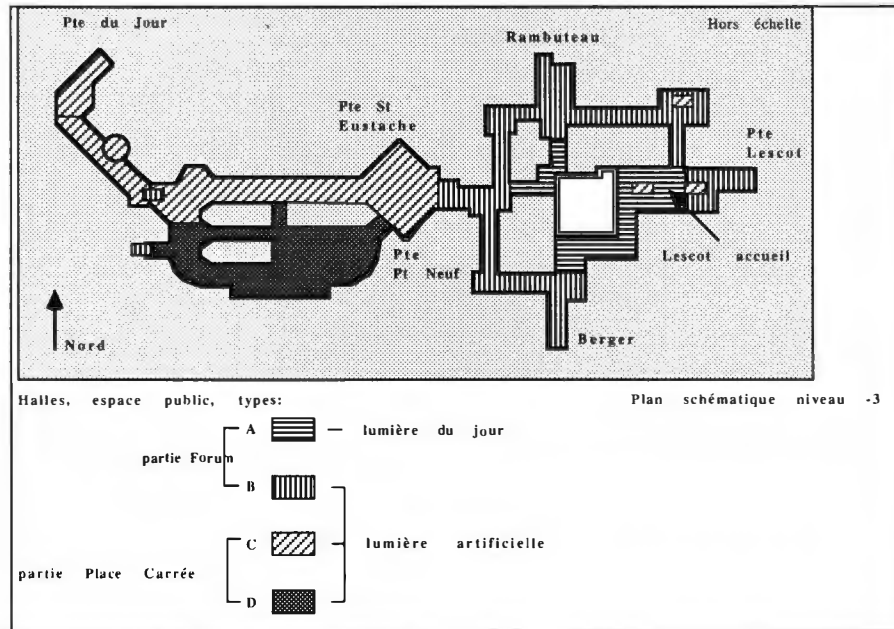 Pte du Jour
Hors échelle
Rambuteau
Pte St
Eustache
Pte
Lescot
Lescot accueil
Pte
Pt Neuf
Nord
Berger
Halles, espace public, types:
Plan schématique niveau -3
A — lumière du jour
partie Forum
B
C lumière artificielle
partie Place Carrée
D